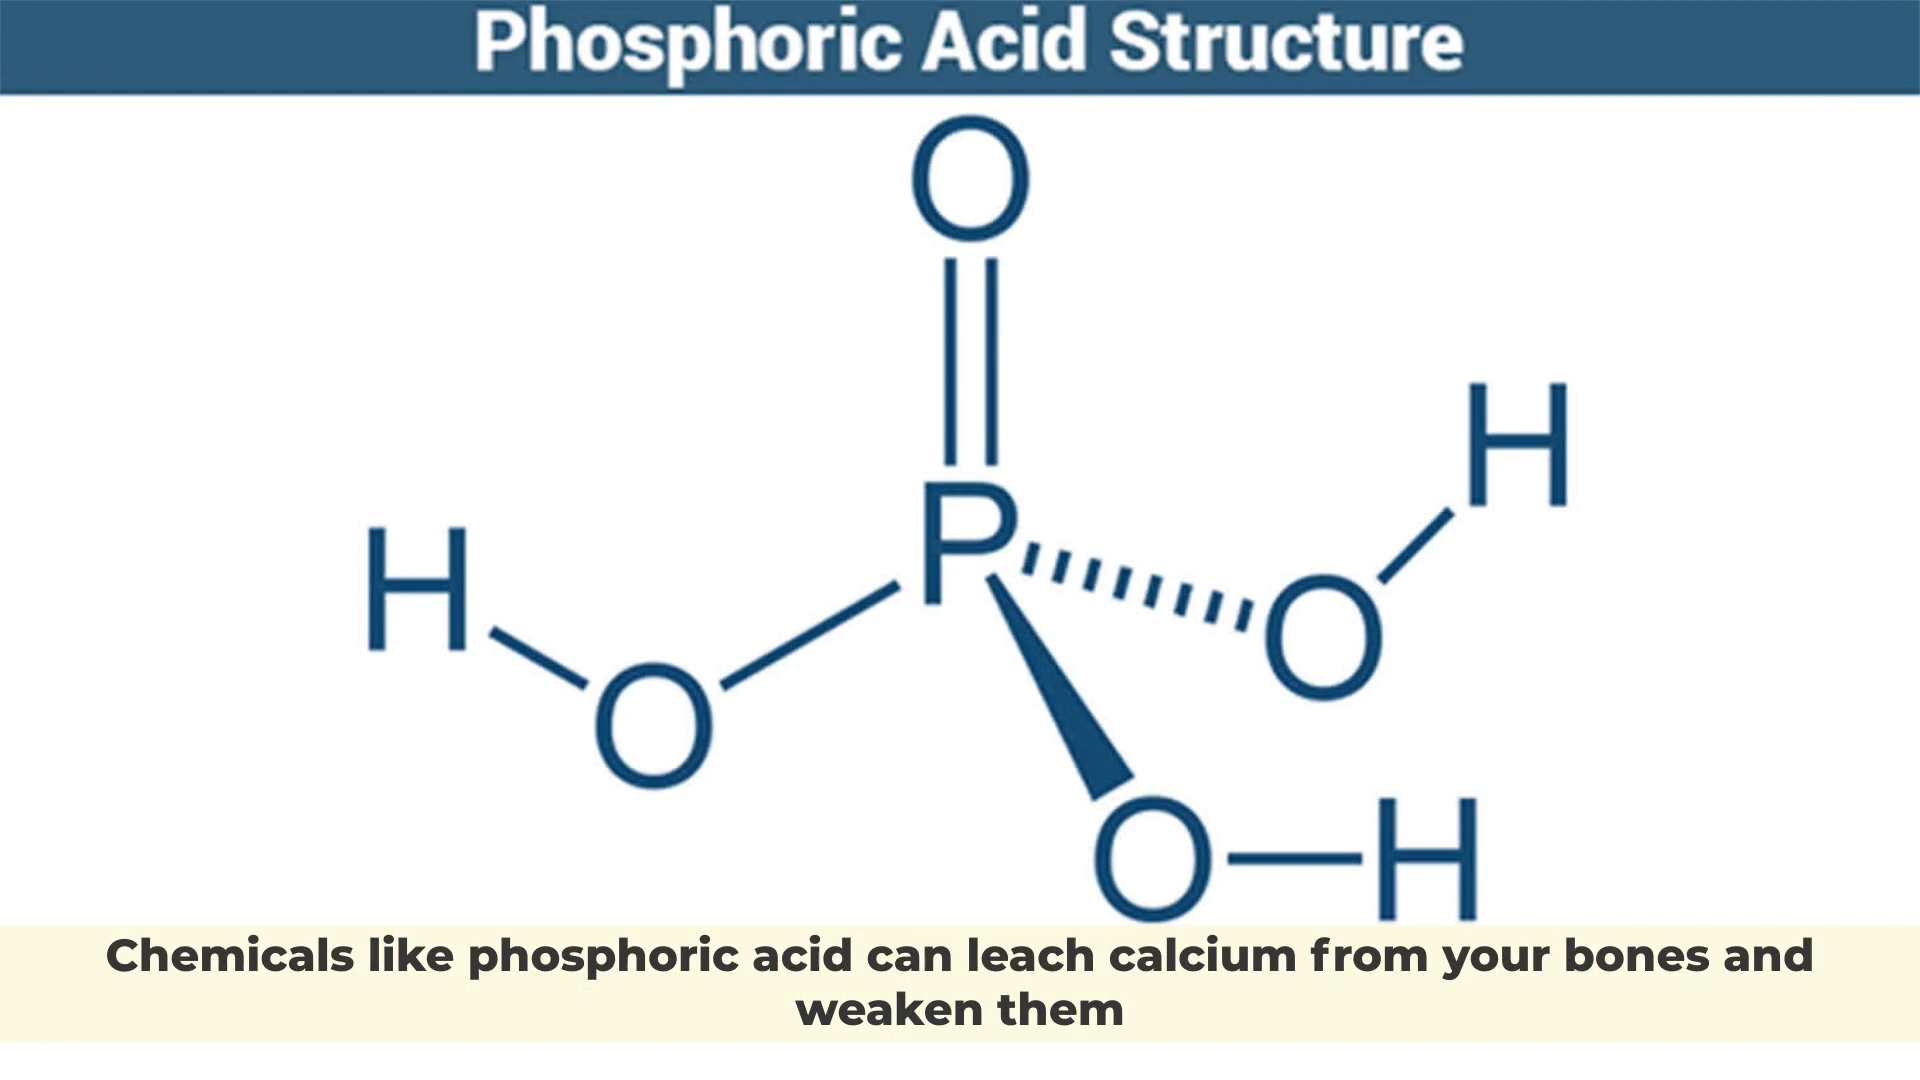 Phosphoric Acid Structure
O
H
P
H
O
O
O
H
Chemicals like phosphoric acid can leach calcium from your bones and
weaken them